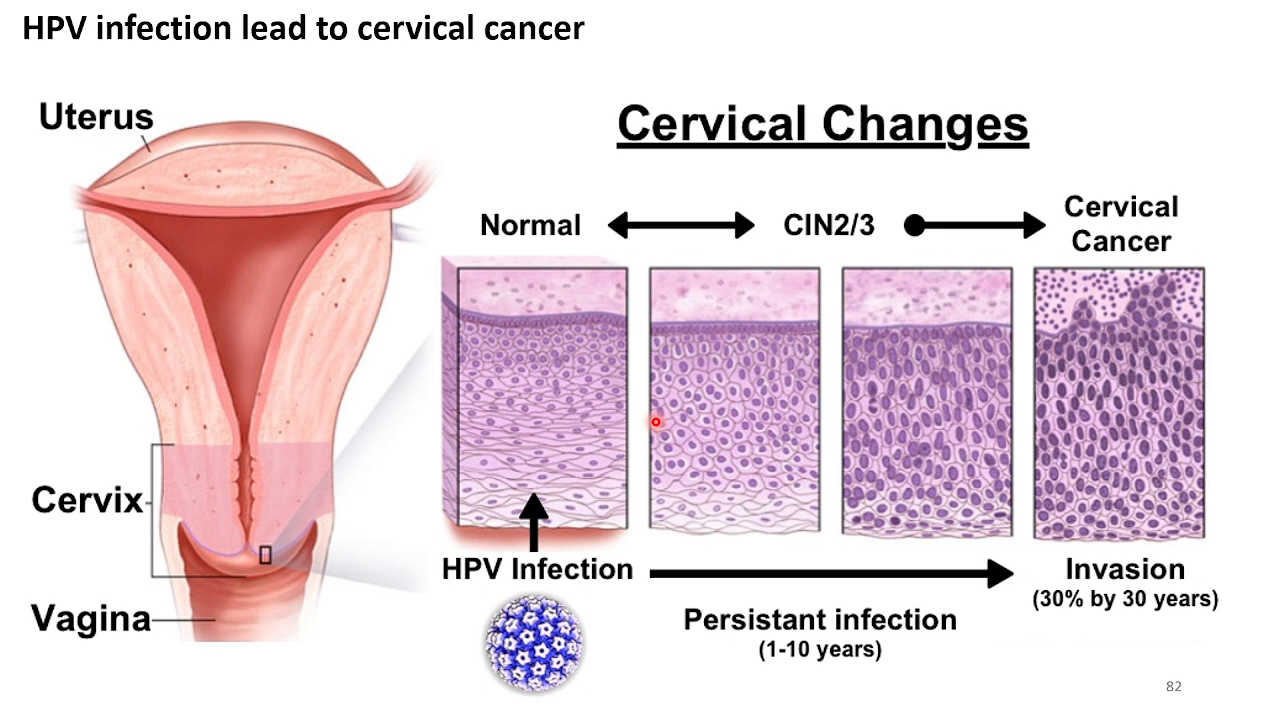 HPV infection lead to cervical cancer
Uterus
Cervix
Vagina
Cervical Changes
Normal
CIN2/3
Cervical
Cancer
HPV Infection
Persistant infection
(1-10 years)
Invasion
(30% by 30 years)
82